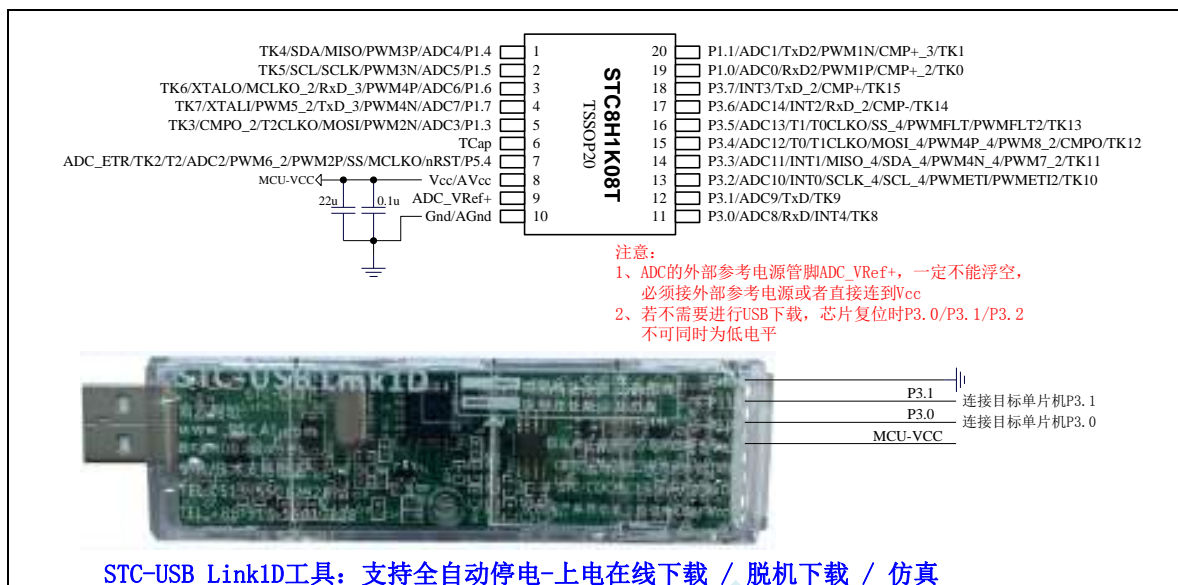 TK4/SDA/MISO/PWM3P/ADC4/P1.4 1
TK5/SCL/SCLK/PWM3N/ADC5/P1.5 2
TK6/XTALO/MCLKO_2/RxD_3/PWM4P/ADC6/P1.6 3
TK7/XTALI/PWM5_2/TxD_3/PWM4N/ADC7/P1.7 4
TK3/CMPO_2/T2CLKO/MOSI/PWM2N/ADC3/P1.3 5
TCap 6
ADC_ETR/TK2/T2/ADC2/PWM6_2/PWM2P/SS/MCLKO/nRST/P5.4 7
MCU-VCC Vcc/AVcc 8
ADC_VRef+ 9
Gnd/AGnd 10
22u 0.1u
STC8H1K08T
TSSOP20
20 P1.1/ADC1/TxD2/PWM1N/CMP+_3/TK1
19 P1.0/ADC0/RxD2/PWM1P/CMP+_2/TK0
18 P3.7/INT3/TxD_2/CMP+/TK15
17 P3.6/ADC14/INT2/RxD_2/CMP-/TK14
16 P3.5/ADC13/T1/T0CLKO/SS_4/PWMFLT/PWMFLT2/TK13
15 P3.4/ADC12/T0/T1CLKO/MOSI_4/PWM4P_4/PWM8_2/CMPO/TK12
14 P3.3/ADC11/INT1/MISO_4/SDA_4/PWM4N_4/PWM7_2/TK11
13 P3.2/ADC10/INT0/SCLK_4/SCL_4/PWMETI/PWMETI2/TK10
12 P3.1/ADC9/TxD/TK9
11 P3.0/ADC8/RxD/INT4/TK8
注意:
1、ADC的外部参考电源管脚ADC_VRef+，一定不能浮空，
必须接外部参考电源或者直接连到Vcc
2、若不需要进行USB下载，芯片复位时P3.0/P3.1/P3.2
不可同时为低电平
STC-USB Link1D
P3.1 连接目标单片机P3.1
P3.0 连接目标单片机P3.0
MCU-VCC
STC-USB Link1D工具: 支持全自动停电-上电在线下载 / 脱机下载 / 仿真